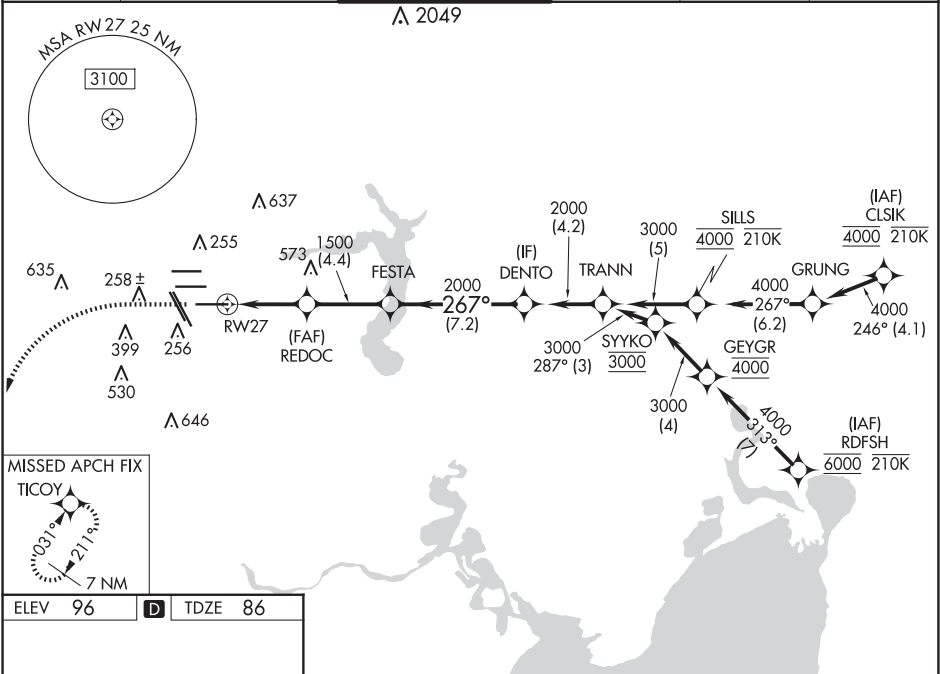 2049
MSA RW27 25 NM
3100
637
255
635
258 ±
573
1500
(4.4)
FESTA
2000
267°
(7.2)
(IF)
DENTO
2000
(4.2)
TRANN
3000
(5)
SILLS
4000 210K
(IAF)
CLSIK
4000 210K
GRUNG
4000
267°
(6.2)
4000
246° (4.1)
RW27
(FAF)
REDOC
399
256
530
646
3000
287° (3)
SYYKO
3000
GEYGR
4000
3000
(4)
4000
313°
(7)
(IAF)
RDFSH
6000 210K
MISSED APCH FIX
TICOY
031°
211°
7 NM
ELEV 96 D TDZE 86